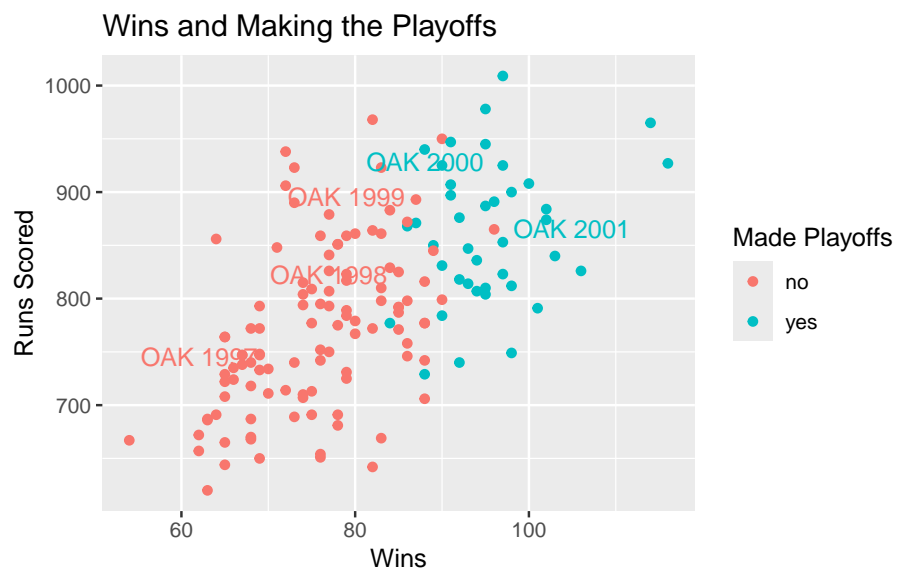 Wins and Making the Playoffs
Runs Scored
1000
900
800
700
OAK 2000
OAK 1999
OAK 2001
OAK 1998
OAK 1997
60
80
100
Wins
Made Playoffs
no
yes